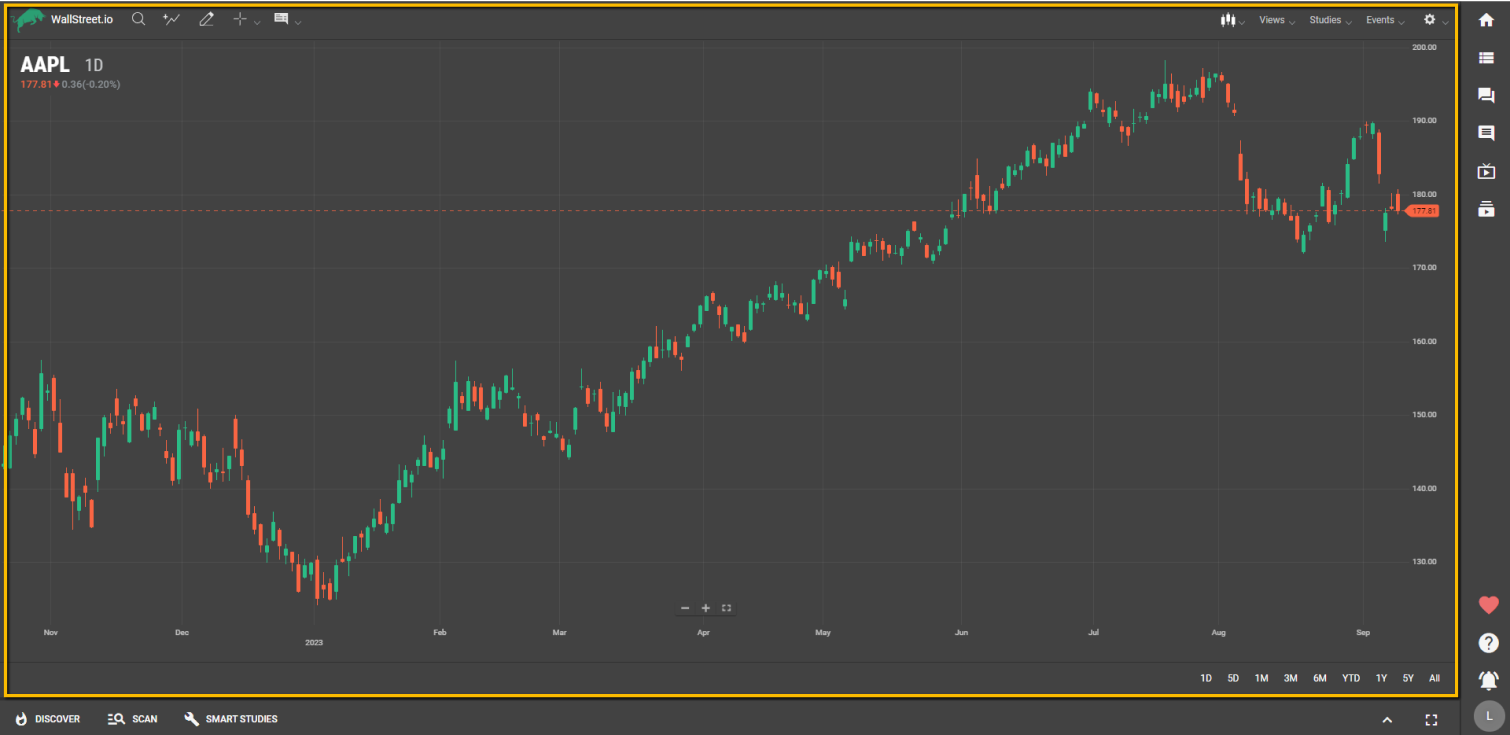 WallStreet.io
Views Studies Events
AAPL 1D
177.81 0.36(-0.20%)
200.00
190.00
180.00
177.81
170.00
160.00
150.00
140.00
130.00
Nov Dec 2023 Feb Mar Apr May Jun Jul Aug Sep
1D 5D 1M 3M 6M YTD 1Y 5Y All
DISCOVER SCAN SMART STUDIES
L